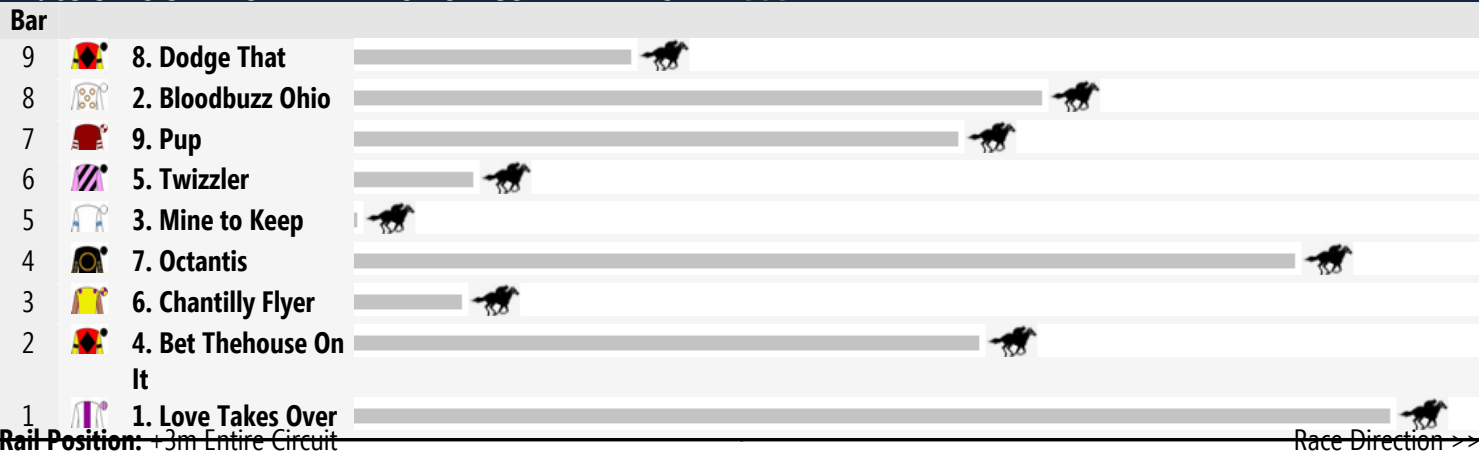 Bar
9 8. Dodge That
8 2. Bloodbuzz Ohio
7 9. Pup
6 5. Twizzler
5 3. Mine to Keep
4 7. Octantis
3 6. Chantilly Flyer
2 4. Bet Thehouse On
It
1 1. Love Takes Over
Rail Position: +3m Entire Circuit Race Direction >>